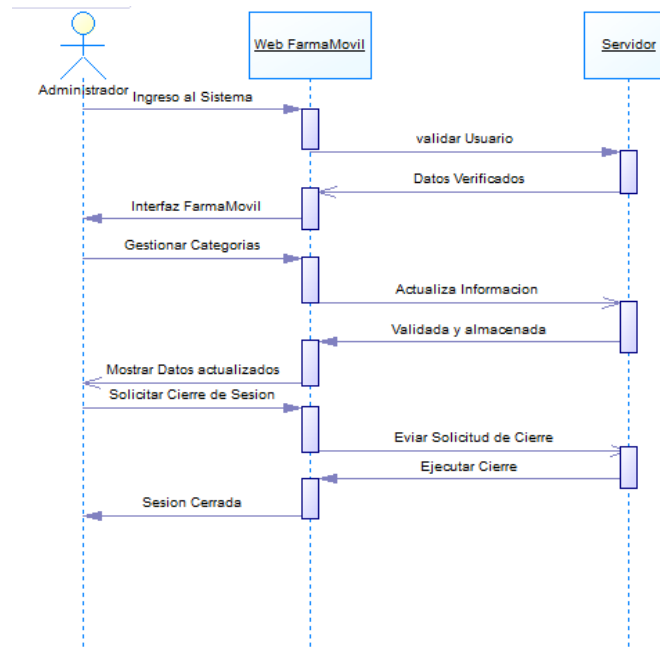 Web FarmaMovil
Servidor
Administrador
Ingreso al Sistema
validar Usuario
Datos Verificados
Interfaz FarmaMovil
Gestionar Categorias
Actualiza Informacion
Validada y almacenada
Mostrar Datos actualizados
Solicitar Cierre de Sesion
Eviar Solicitud de Cierre
Ejecutar Cierre
Sesion Cerrada